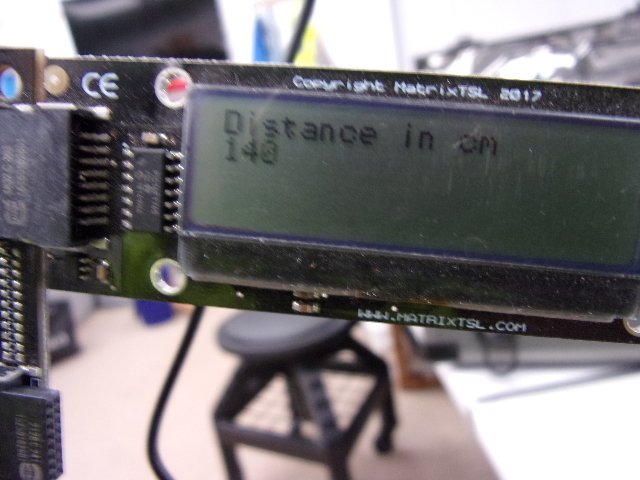 CE
Copyright MatrixTSL 2017
Distance in cm
140
WWW.MATRIXTSL.COM